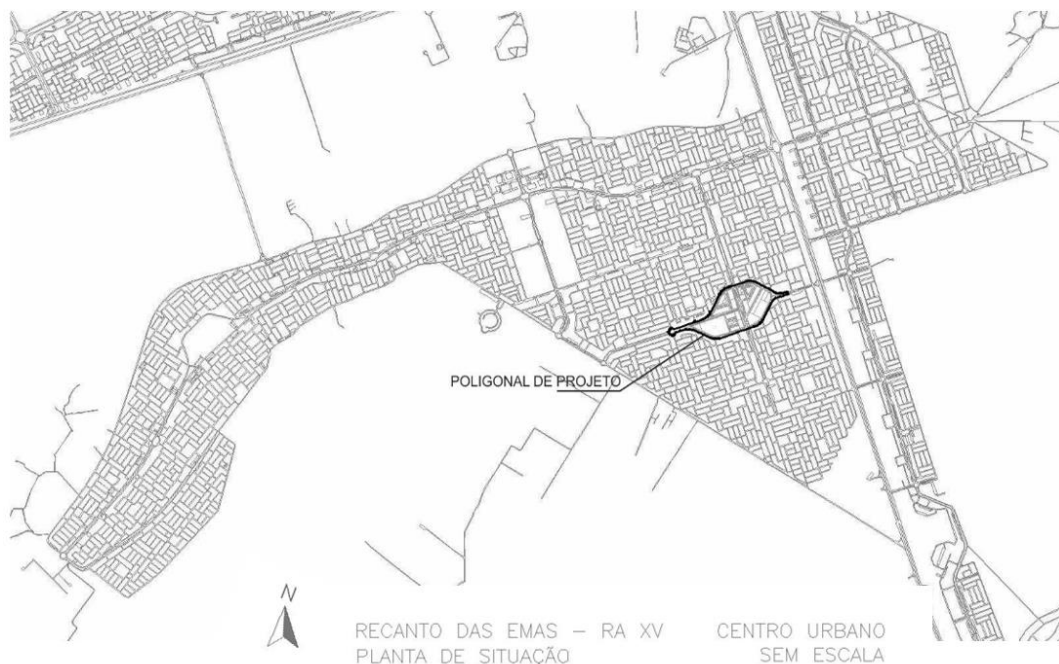 POLIGONAL DE PROJETO
N
RECANTO DAS EMAS – RA XV CENTRO URBANO
PLANTA DE SITUAÇÃO SEM ESCALA